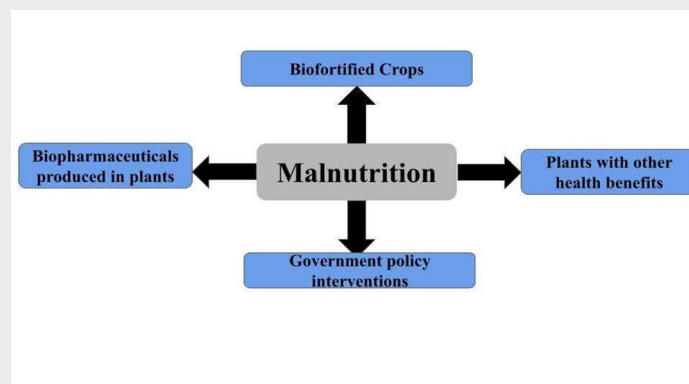 Biofortified Crops
Biopharmaceuticals
produced in plants
Malnutrition
Plants with other
health benefits
Government policy
interventions